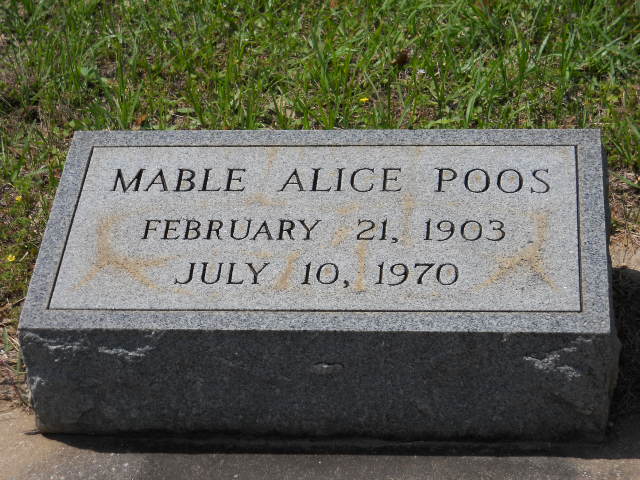 MABLE ALICE POOS
FEBRUARY 21, 1903
JULY 10, 1970